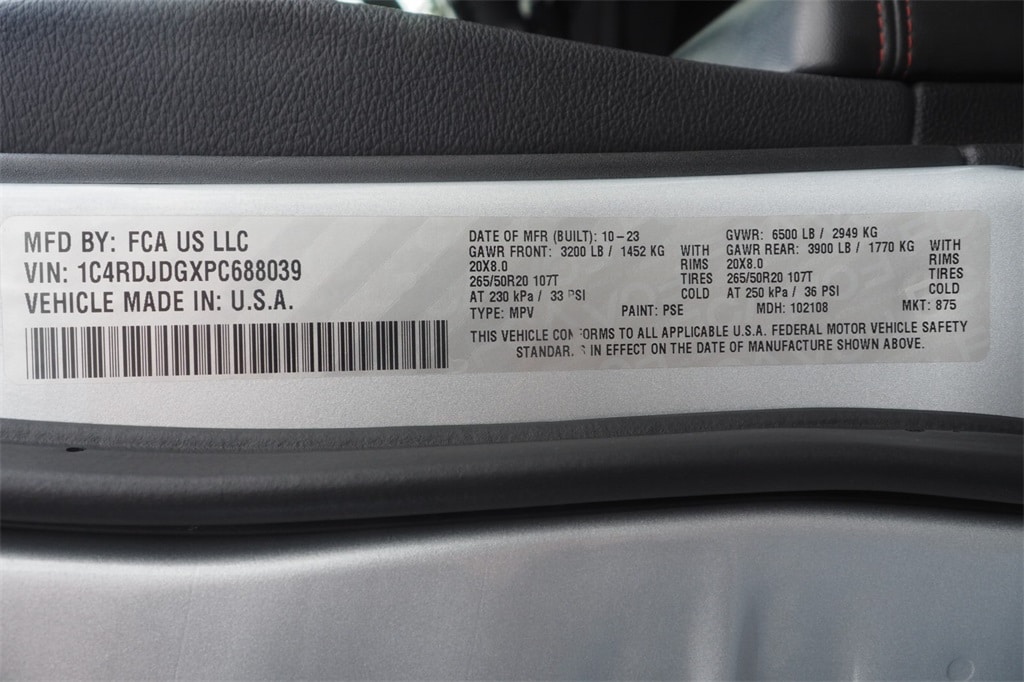 MFD BY: FCA US LLC
VIN: 1C4RDJDGXPC688039
VEHICLE MADE IN: U.S.A.
DATE OF MFR (BUILT): 10-23
GAWR FRONT: 3200 LB / 1452 KG WITH
20X8.0 RIMS
265/50R20 107T TIRES
AT 230 kPa / 33 PSI COLD
TYPE: MPV PAINT: PSE
GVWR: 6500 LB / 2949 KG
GAWR REAR: 3900 LB / 1770 KG WITH
20X8.0 RIMS
265/50R20 107T TIRES
AT 250 kPa / 36 PSI COLD
MDH: 102108 MKT: 875
THIS VEHICLE CONFORMS TO ALL APPLICABLE U.S.A. FEDERAL MOTOR VEHICLE SAFETY
STANDARDS IN EFFECT ON THE DATE OF MANUFACTURE SHOWN ABOVE.